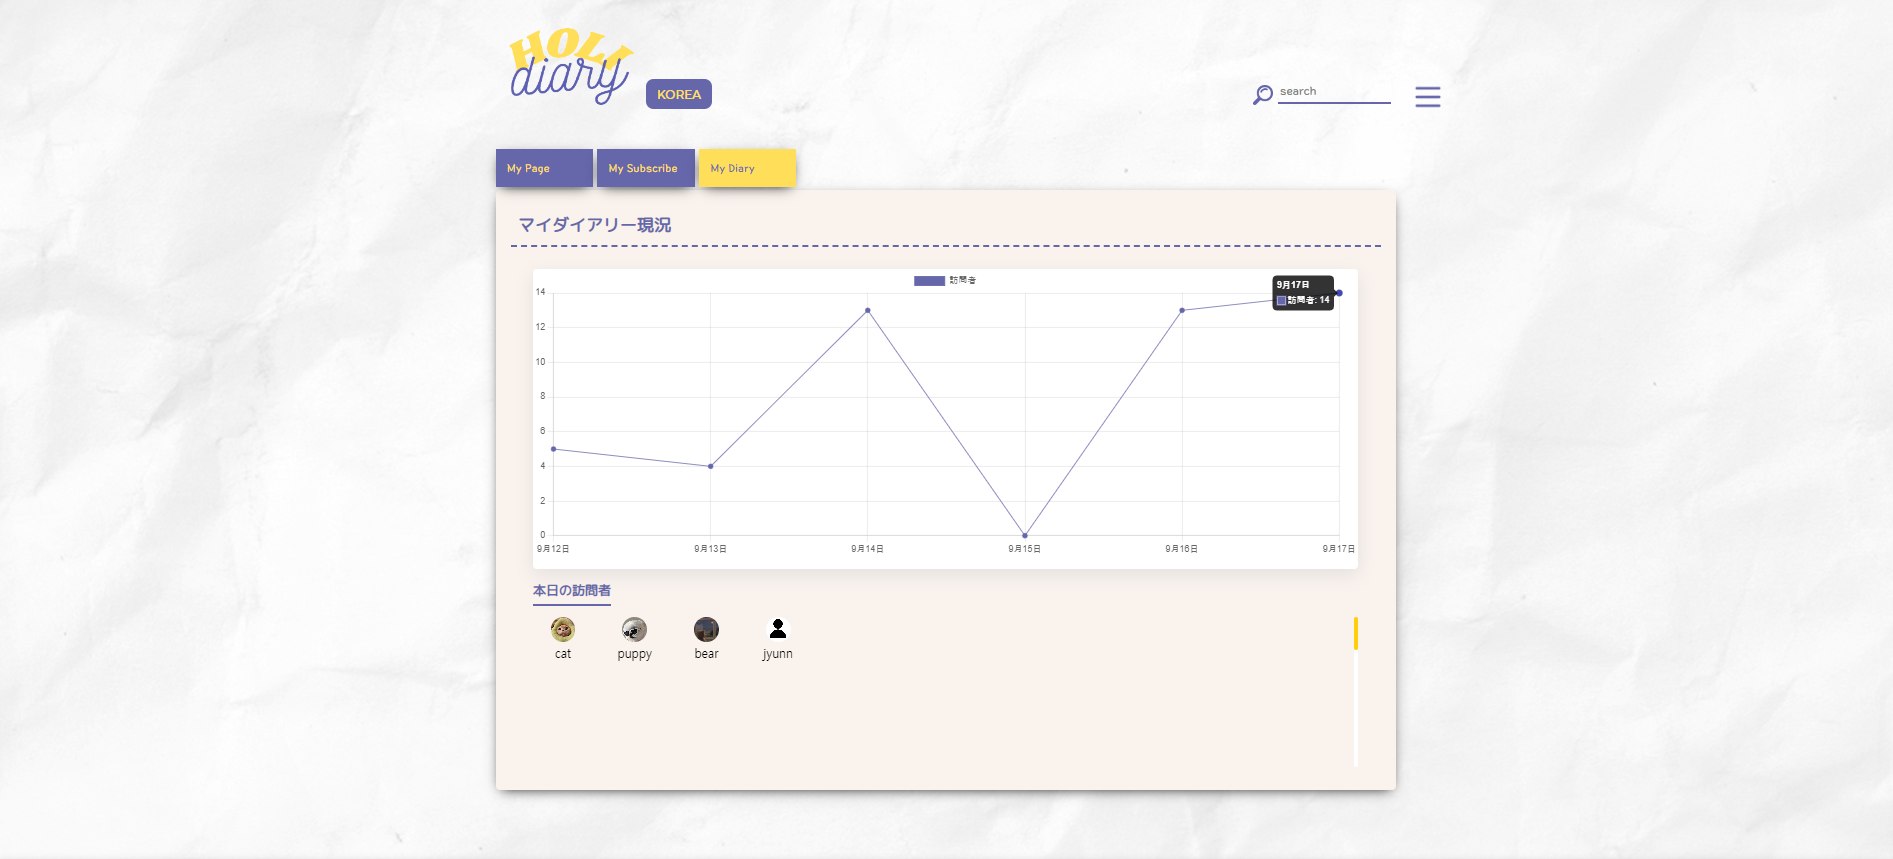 HOLI
diary
KOREA
search
My Page
My Subscribe
My Diary
マイダイアリー現況
訪問者
9月17日
訪問者: 14
14
12
10
8
6
4
2
0
9月12日
9月13日
9月14日
9月15日
9月16日
9月17日
本日の訪問者
cat
puppy
bear
jyunn